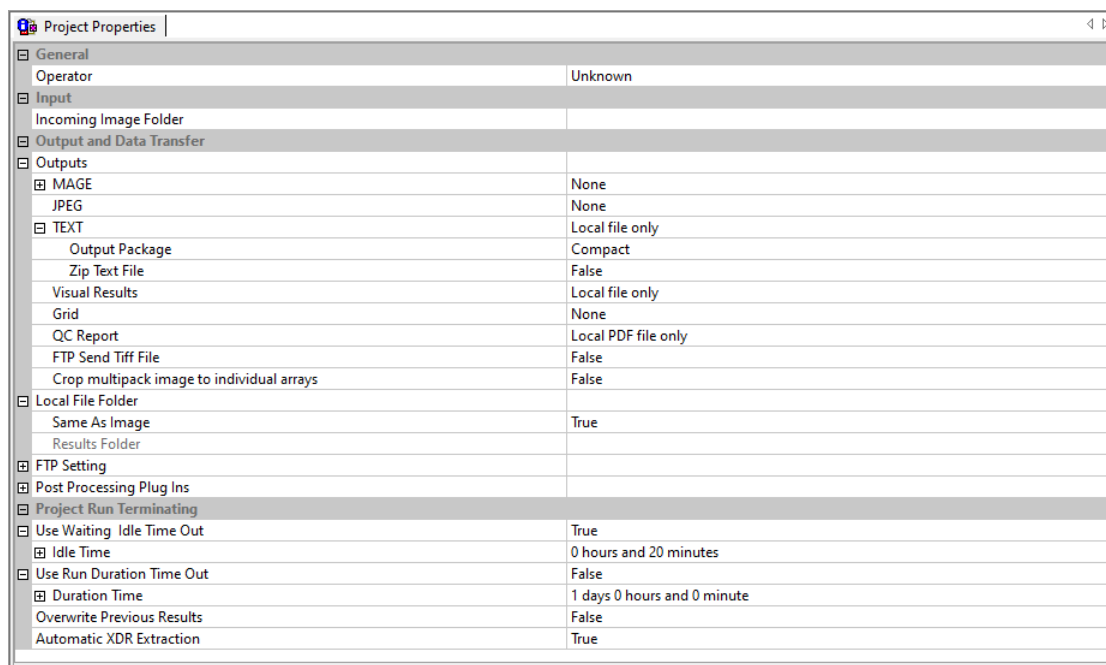 Project Properties
General
Operator Unknown
Input
Incoming Image Folder
Output and Data Transfer
Outputs
MAGE None
JPEG None
TEXT Local file only
Output Package Compact
Zip Text File False
Visual Results Local file only
Grid None
QC Report Local PDF file only
FTP Send Tiff File False
Crop multipack image to individual arrays False
Local File Folder
Same As Image True
Results Folder
FTP Setting
Post Processing Plug Ins
Project Run Terminating
Use Waiting  Idle Time Out True
Idle Time 0 hours and 20 minutes
Use Run Duration Time Out False
Duration Time 1 days 0 hours and 0 minute
Overwrite Previous Results False
Automatic XDR Extraction True